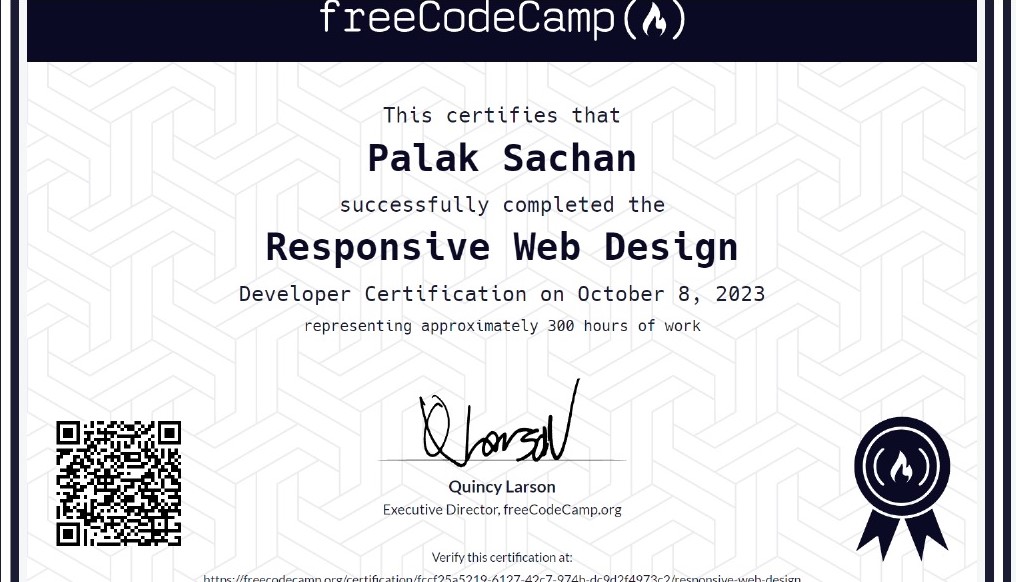 freeCodeCamp
This certifies that
Palak Sachan
successfully completed the
Responsive Web Design
Developer Certification on October 8, 2023
representing approximately 300 hours of work
Q Larson
Quincy Larson
Executive Director, freeCodeCamp.org
Verify this certification at:
https://freecodecamp.org/certification/fccf25a5219-6127-42c7-974b-dc9d2f4973c2/responsive-web-design